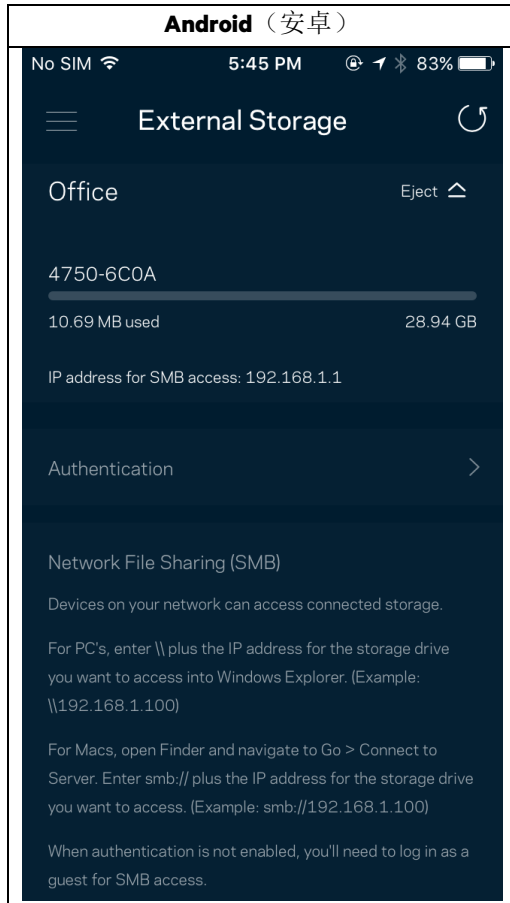 Android（安卓）
No SIM 5:45 PM 83%
External Storage
Office Eject
4750-6C0A
10.69 MB used 28.94 GB
IP address for SMB access: 192.168.1.1
Authentication
Network File Sharing (SMB)
Devices on your network can access connected storage.
For PC's, enter \\ plus the IP address for the storage drive
you want to access into Windows Explorer. (Example:
\\192.168.1.100)
For Macs, open Finder and navigate to Go > Connect to
Server. Enter smb:// plus the IP address for the storage drive
you want to access. (Example: smb://192.168.1.100)
When authentication is not enabled, you'll need to log in as a
guest for SMB access.